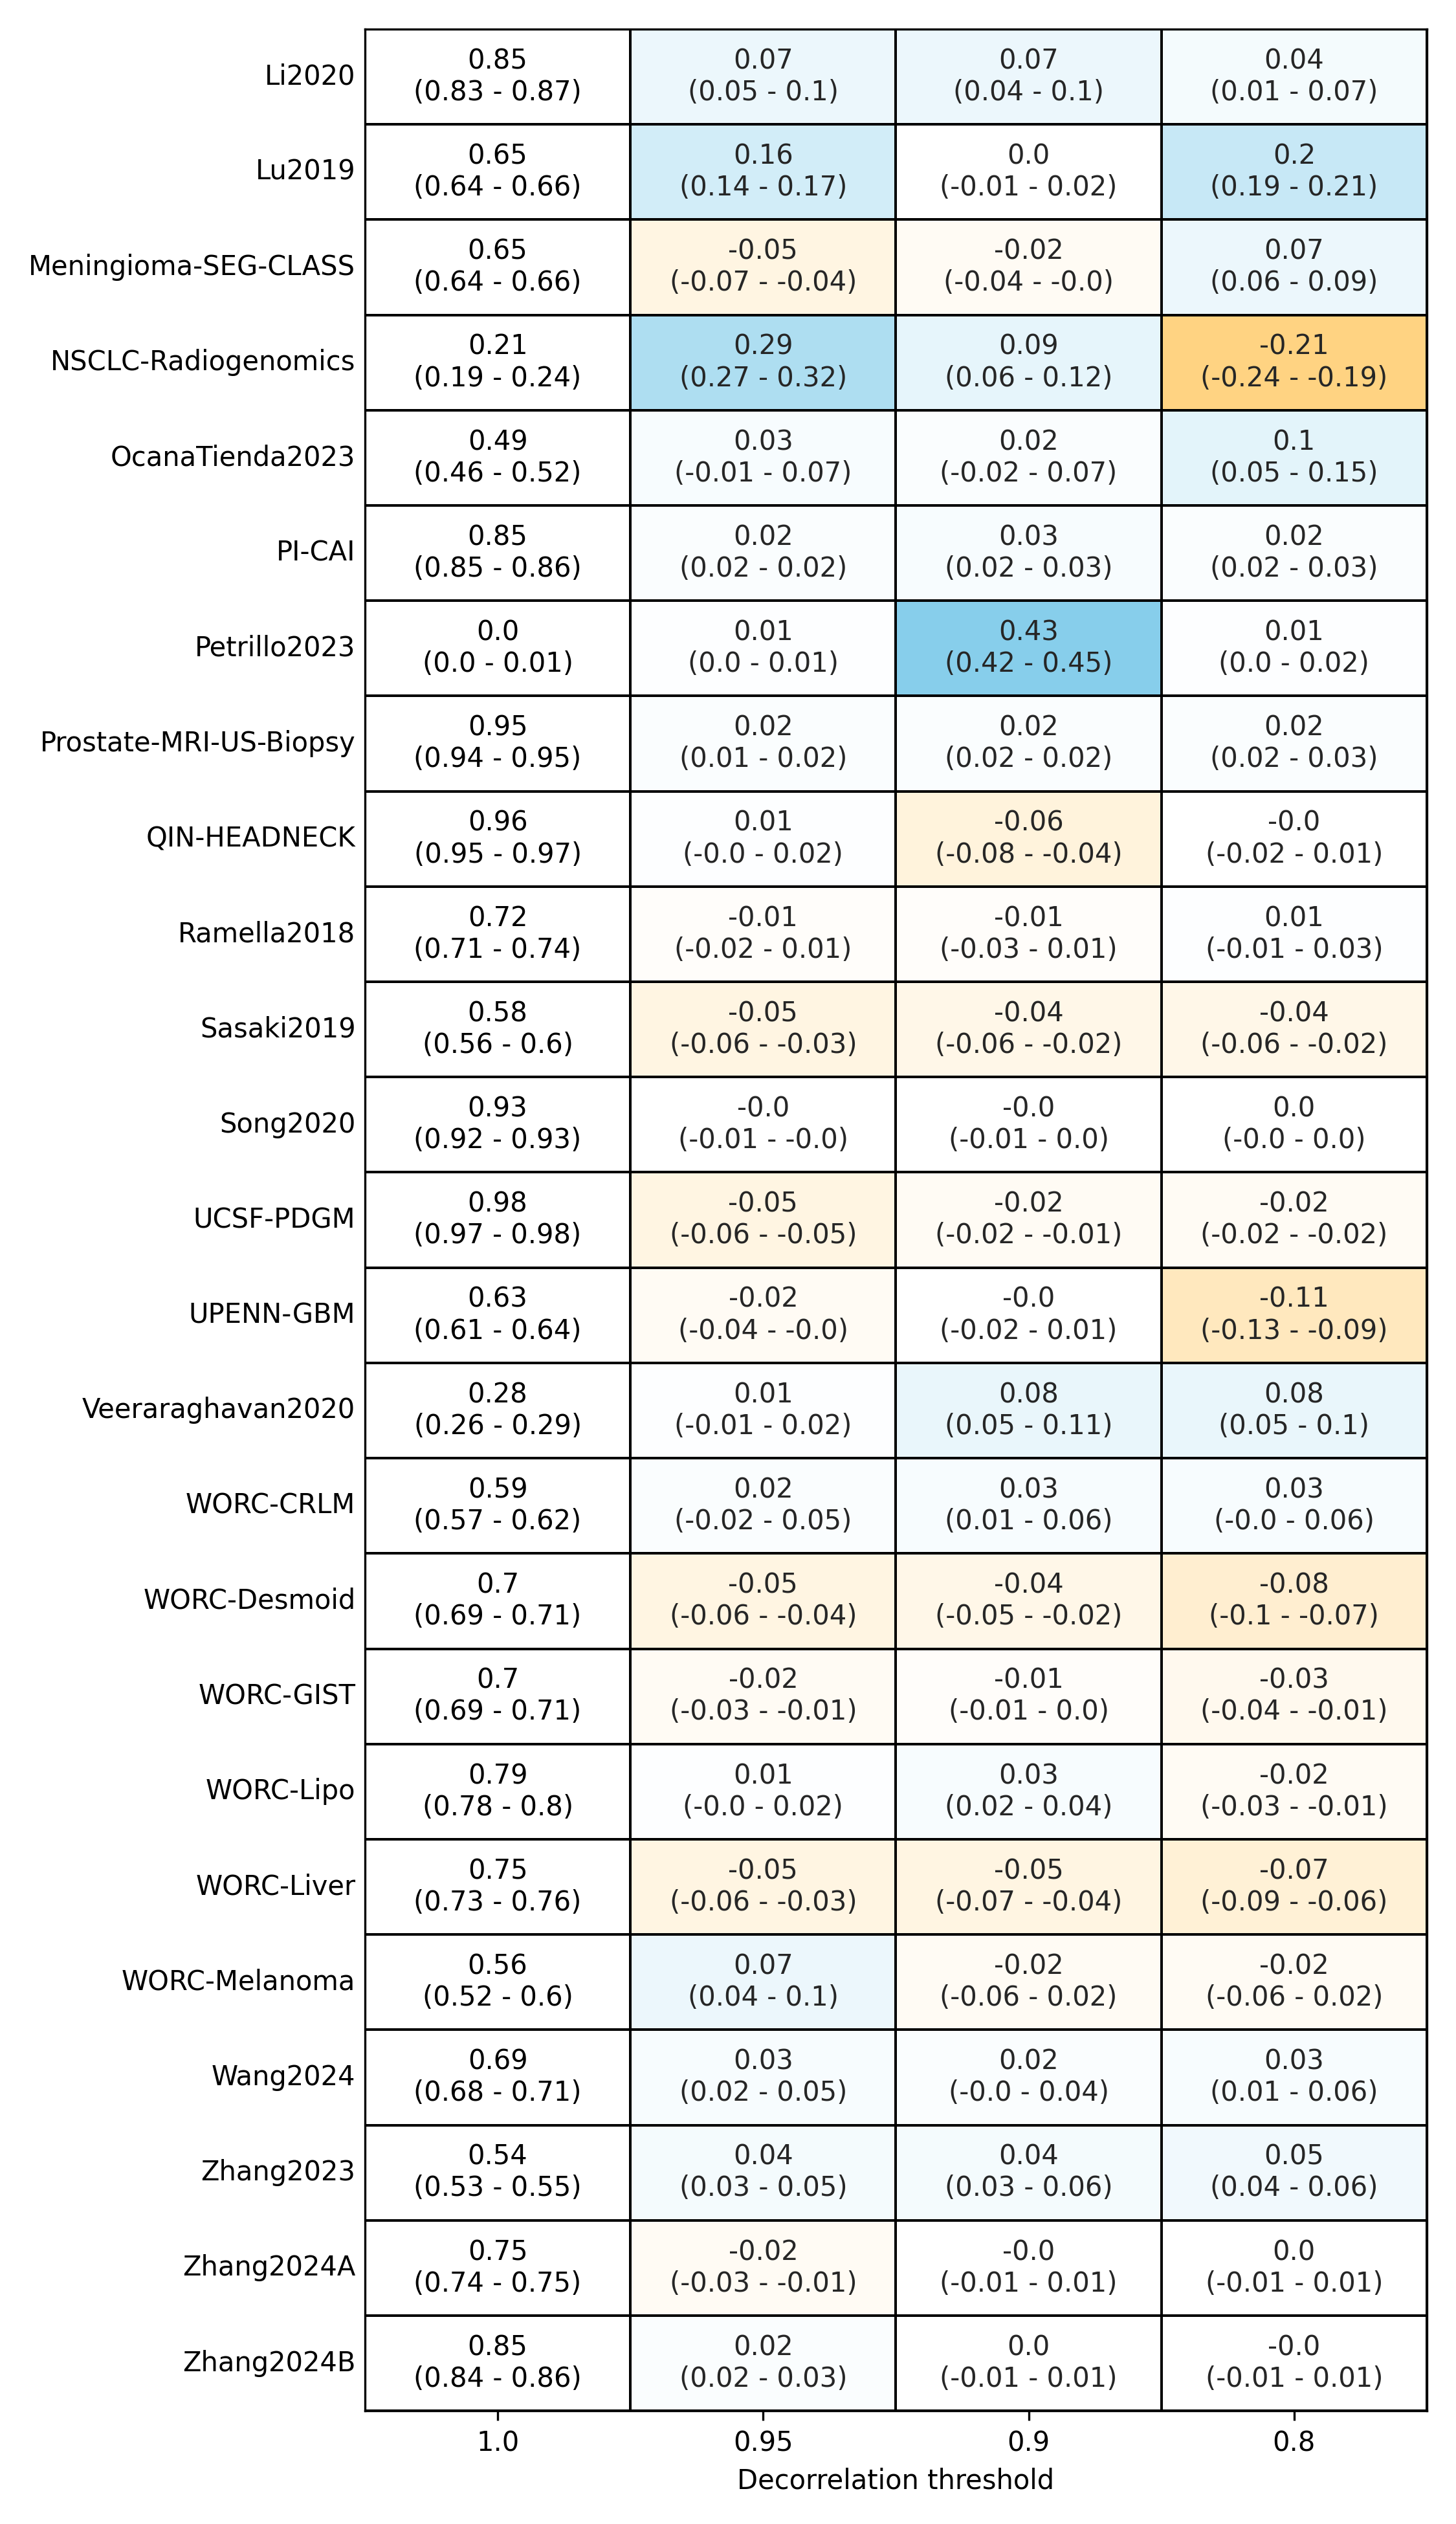 Li2020 0.85 0.07 0.07 0.04
(0.83 - 0.87) (0.05 - 0.1) (0.04 - 0.1) (0.01 - 0.07)
Lu2019 0.65 0.16 0.0 0.2
(0.64 - 0.66) (0.14 - 0.17) (-0.01 - 0.02) (0.19 - 0.21)
Meningioma-SEG-CLASS 0.65 -0.05 -0.02 0.07
(0.64 - 0.66) (-0.07 - -0.04) (-0.04 - -0.0) (0.06 - 0.09)
NSCLC-Radiogenomics 0.21 0.29 0.09 -0.21
(0.19 - 0.24) (0.27 - 0.32) (0.06 - 0.12) (-0.24 - -0.19)
OcanaTienda2023 0.49 0.03 0.02 0.1
(0.46 - 0.52) (-0.01 - 0.07) (-0.02 - 0.07) (0.05 - 0.15)
PI-CAI 0.85 0.02 0.03 0.02
(0.85 - 0.86) (0.02 - 0.02) (0.02 - 0.03) (0.02 - 0.03)
Petrillo2023 0.0 0.01 0.43 0.01
(0.0 - 0.01) (0.0 - 0.01) (0.42 - 0.45) (0.0 - 0.02)
Prostate-MRI-US-Biopsy 0.95 0.02 0.02 0.02
(0.94 - 0.95) (0.01 - 0.02) (0.02 - 0.02) (0.02 - 0.03)
QIN-HEADNECK 0.96 0.01 -0.06 -0.0
(0.95 - 0.97) (-0.0 - 0.02) (-0.08 - -0.04) (-0.02 - 0.01)
Ramella2018 0.72 -0.01 -0.01 0.01
(0.71 - 0.74) (-0.02 - 0.01) (-0.03 - 0.01) (-0.01 - 0.03)
Sasaki2019 0.58 -0.05 -0.04 -0.04
(0.56 - 0.6) (-0.06 - -0.03) (-0.06 - -0.02) (-0.06 - -0.02)
Song2020 0.93 -0.0 -0.0 0.0
(0.92 - 0.93) (-0.01 - -0.0) (-0.01 - 0.0) (-0.0 - 0.0)
UCSF-PDGM 0.98 -0.05 -0.02 -0.02
(0.97 - 0.98) (-0.06 - -0.05) (-0.02 - -0.01) (-0.02 - -0.02)
UPENN-GBM 0.63 -0.02 -0.0 -0.11
(0.61 - 0.64) (-0.04 - -0.0) (-0.02 - 0.01) (-0.13 - -0.09)
Veeraraghavan2020 0.28 0.01 0.08 0.08
(0.26 - 0.29) (-0.01 - 0.02) (0.05 - 0.11) (0.05 - 0.1)
WORC-CRLM 0.59 0.02 0.03 0.03
(0.57 - 0.62) (-0.02 - 0.05) (0.01 - 0.06) (-0.0 - 0.06)
WORC-Desmoid 0.7 -0.05 -0.04 -0.08
(0.69 - 0.71) (-0.06 - -0.04) (-0.05 - -0.02) (-0.1 - -0.07)
WORC-GIST 0.7 -0.02 -0.01 -0.03
(0.69 - 0.71) (-0.03 - -0.01) (-0.01 - 0.0) (-0.04 - -0.01)
WORC-Lipo 0.79 0.01 0.03 -0.02
(0.78 - 0.8) (-0.0 - 0.02) (0.02 - 0.04) (-0.03 - -0.01)
WORC-Liver 0.75 -0.05 -0.05 -0.07
(0.73 - 0.76) (-0.06 - -0.03) (-0.07 - -0.04) (-0.09 - -0.06)
WORC-Melanoma 0.56 0.07 -0.02 -0.02
(0.52 - 0.6) (0.04 - 0.1) (-0.06 - 0.02) (-0.06 - 0.02)
Wang2024 0.69 0.03 0.02 0.03
(0.68 - 0.71) (0.02 - 0.05) (-0.0 - 0.04) (0.01 - 0.06)
Zhang2023 0.54 0.04 0.04 0.05
(0.53 - 0.55) (0.03 - 0.05) (0.03 - 0.06) (0.04 - 0.06)
Zhang2024A 0.75 -0.02 -0.0 0.0
(0.74 - 0.75) (-0.03 - -0.01) (-0.01 - 0.01) (-0.01 - 0.01)
Zhang2024B 0.85 0.02 0.0 -0.0
(0.84 - 0.86) (0.02 - 0.03) (-0.01 - 0.01) (-0.01 - 0.01)
1.0 0.95 0.9 0.8
Decorrelation threshold